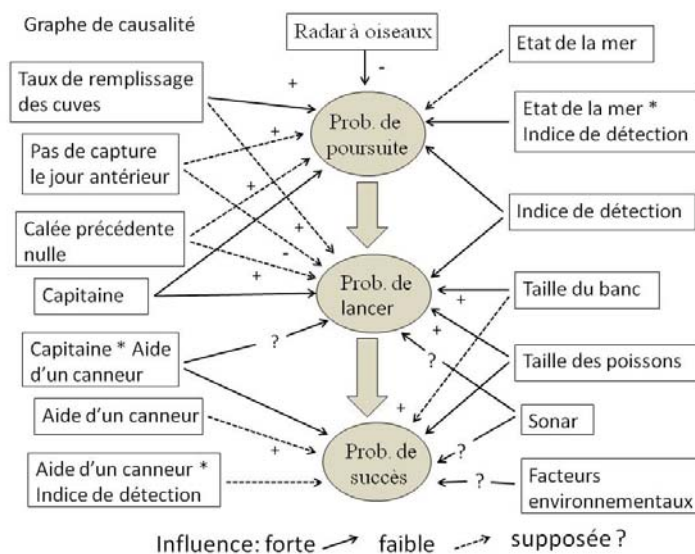 Graphe de causalité
Radar à oiseaux
Etat de la mer
Taux de remplissage
des cuves
+
-
Prob. de
poursuite
Etat de la mer *
Indice de détection
Pas de capture
le jour antérieur
+
+
Calée précédente
nulle
+
-
+
Indice de détection
Capitaine
Prob. de
lancer
Taille du banc
+
+
Capitaine * Aide
d'un canneur
?
?
Taille des poissons
Aide d'un canneur
+
+
Sonar
Prob. de
succès
?
Aide d'un canneur *
Indice de détection
?
Facteurs
environnementaux
Influence: forte faible supposée ?